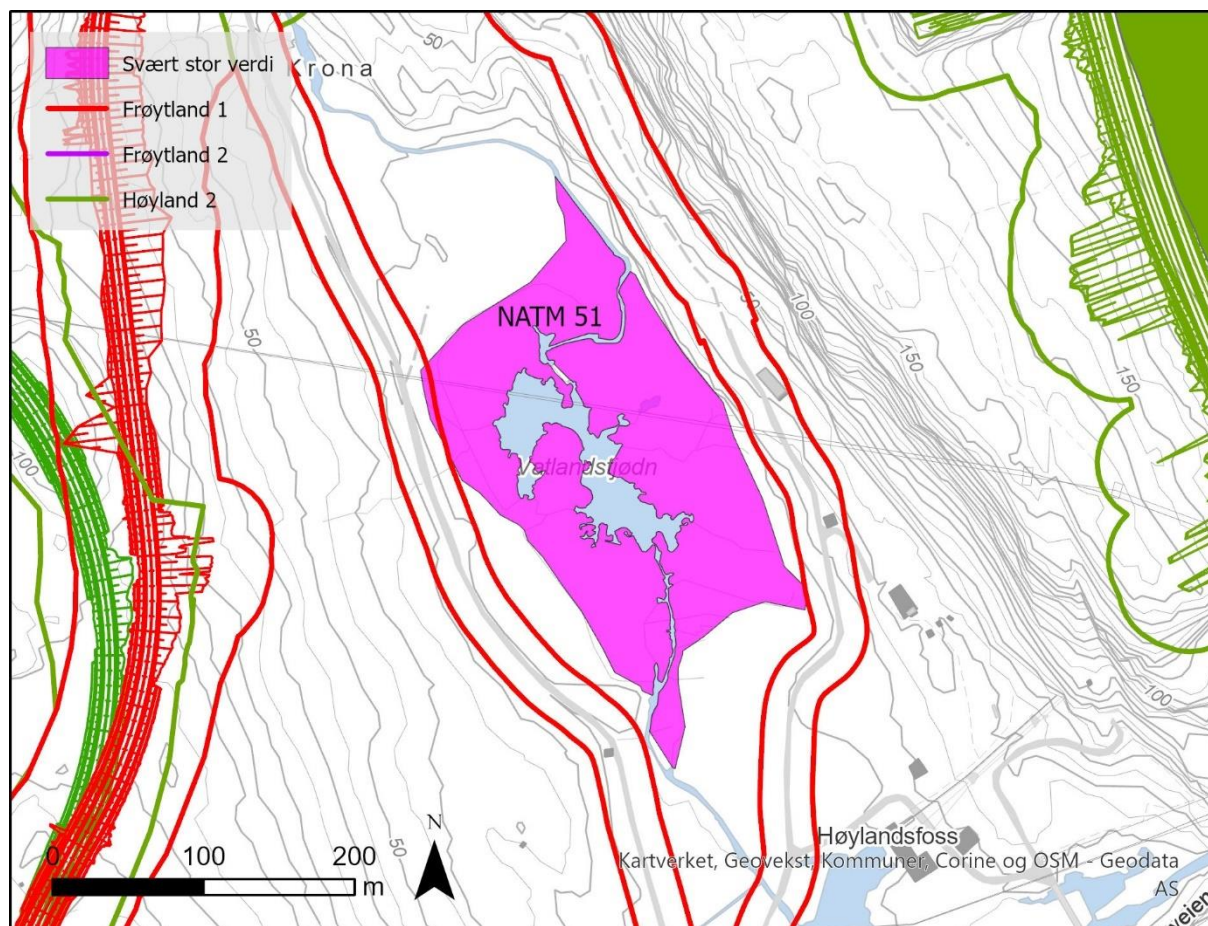 50
Krona
Svært stor verdi
Frøytland 1
Frøytland 2
Høyland 2
50
100
150
NATM 51
50
150
Vatlandstjødn
100
100
50
Høylandsfoss
0 100 200
m
N
Kartverket, Geovekst, Kommuner, Corine og OSM - Geodata
AS
veien